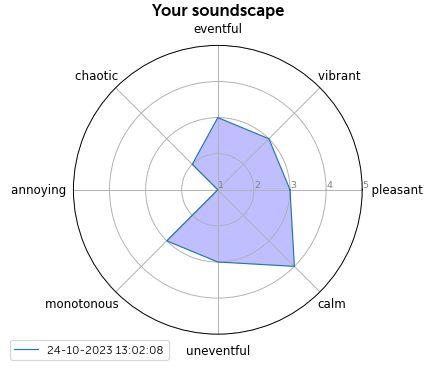 Your soundscape
eventful
chaotic
vibrant
annoying
1
2
3
4
5
pleasant
monotonous
calm
uneventful
24-10-2023 13:02:08